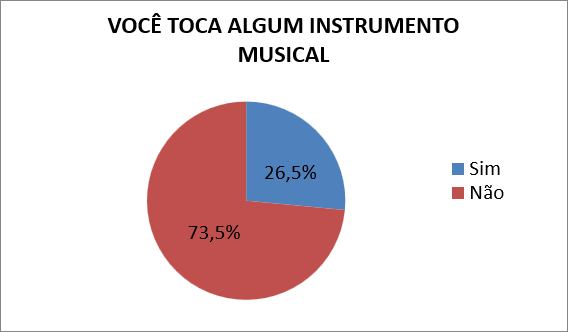 VOCÊ TOCA ALGUM INSTRUMENTO
MUSICAL
26,5%
73,5%
Sim
Não